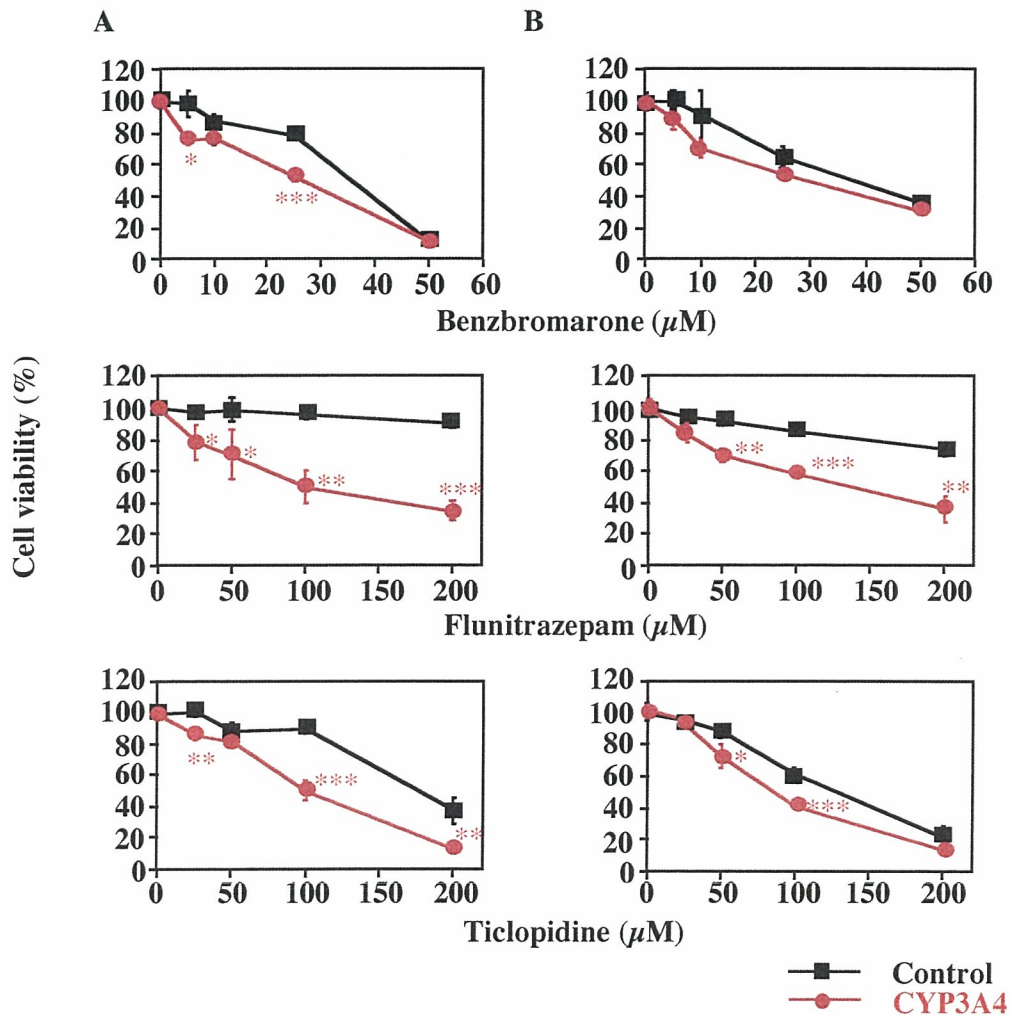 A B
120 120
100 100
80 80
60 60
* 
40 *** 40
20 20
0 0
0 10 20 30 40 50 60 0 10 20 30 40 50 60
Benzbromarone (µM)
Cell viability (%)
120 120
100 100
80 * * 80 **
60 ** 60 ***
40 *** 40 **
20 20
0 0
0 50 100 150 200 0 50 100 150 200
Flunitrazepam (µM)
120 120
100 100
80 ** 80 *
60 *** 60
40 ** 40 ***
20 20
0 0
0 50 100 150 200 0 50 100 150 200
Ticlopidine (µM)
Control
CYP3A4